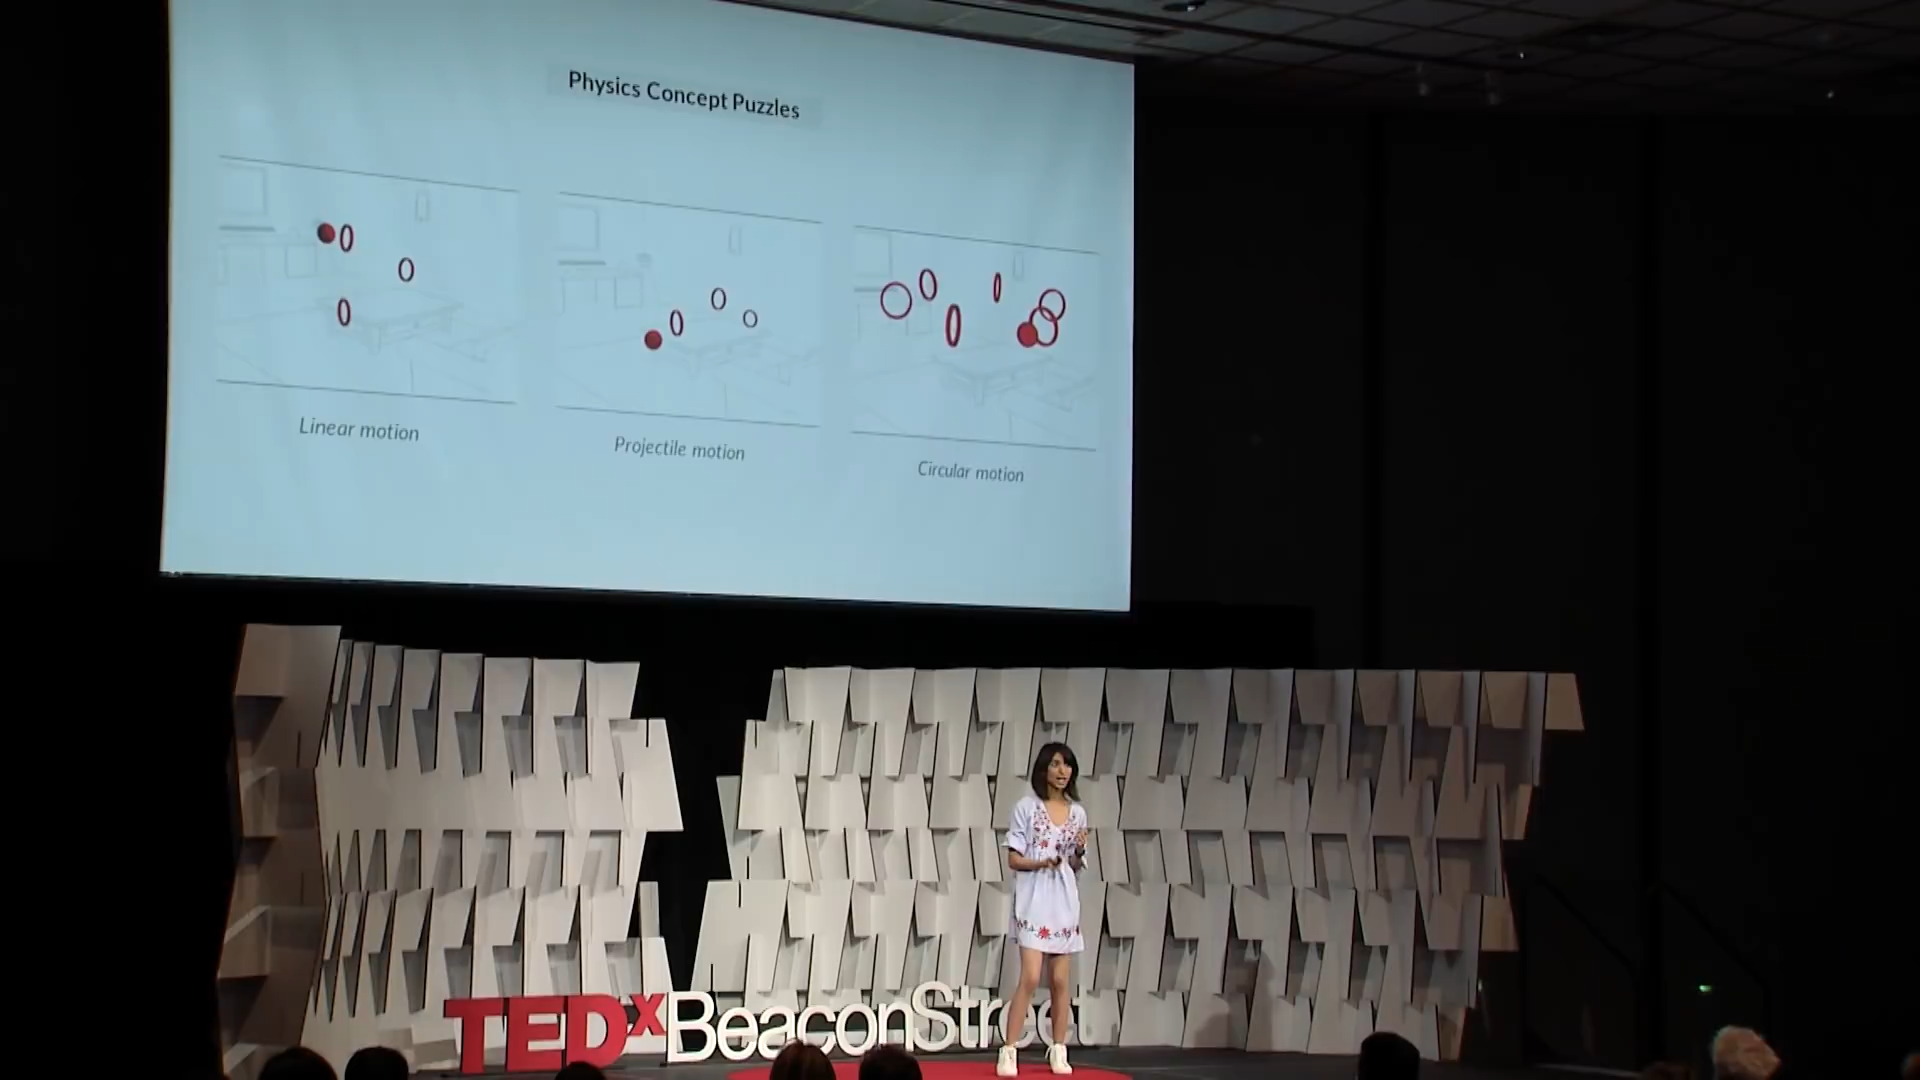 Physics Concept Puzzles
Linear motion
Projectile motion
Circular motion
TEDxBeaconStreet